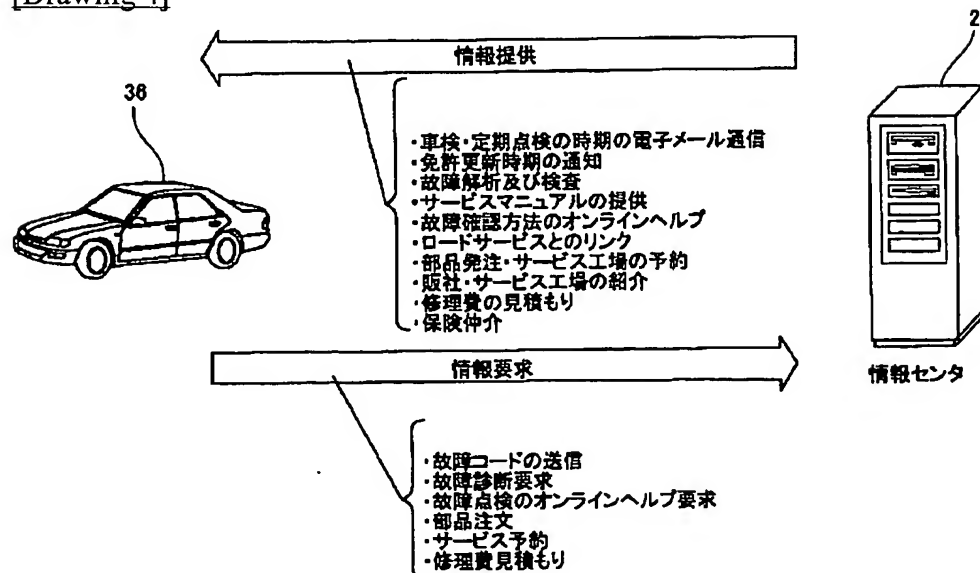 [Drawing 4]
2
情報提供
38
・車検・定期点検の時期の電子メール通信
・免許更新時期の通知
・故障解析及び検査
・サービスマニュアルの提供
・故障確認方法のオンラインヘルプ
・ロードサービスとのリンク
・部品発注・サービス工場の予約
・販社・サービス工場の紹介
・修理費の見積もり
・保険仲介
情報要求
情報センタ
・故障コードの送信
・故障診断要求
・故障点検のオンラインヘルプ要求
・部品注文
・サービス予約
・修理費見積もり